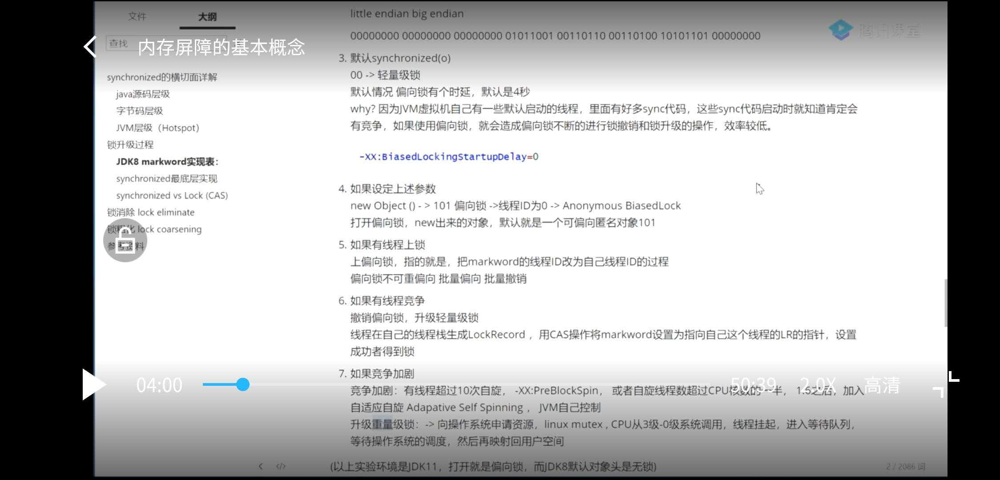 文件
大纲
查找
内存屏障的基本概念
腾讯课堂
synchronized的横切面详解
java源码层级
字节码层级
JVM层级（Hotspot）
锁升级过程
JDK8 markword实现表：
synchronized最底层实现
synchronized vs Lock (CAS)
锁消除 lock eliminate
锁粗化 lock coarsening
参考资料
little endian big endian
00000000 00000000 00000000 01011001 00110110 00110100 10101101 00000000
3. 默认synchronized(o)
00 -> 轻量级锁
默认情况 偏向锁有个时延，默认是4秒
why? 因为JVM虚拟机自己有一些默认启动的线程，里面有好多sync代码，这些sync代码启动时就知道肯定会
有竞争，如果使用偏向锁，就会造成偏向锁不断的进行锁撤销和锁升级的操作，效率较低。
-XX:BiasedLockingStartupDelay=0
4. 如果设定上述参数
new Object () - > 101 偏向锁 ->线程ID为0 -> Anonymous BiasedLock
打开偏向锁，new出来的对象，默认就是一个可偏向匿名对象101
5. 如果有线程上锁
上偏向锁，指的就是，把markword的线程ID改为自己线程ID的过程
偏向锁不可重偏向 批量偏向 批量撤销
6. 如果有线程竞争
撤销偏向锁，升级轻量级锁
线程在自己的线程栈生成LockRecord ，用CAS操作将markword设置为指向自己这个线程的LR的指针，设置
成功者得到锁
7. 如果竞争加剧
04:00
50:39
2.0X
高清
竞争加剧：有线程超过10次自旋， -XX:PreBlockSpin， 或者自旋线程数超过CPU核数的一半， 1.6之后，加入
自适应自旋 Adapative Self Spinning ， JVM自己控制
升级重量级锁：-> 向操作系统申请资源，linux mutex , CPU从3级-0级系统调用，线程挂起，进入等待队列，
等待操作系统的调度，然后再映射回用户空间
(以上实验环境是JDK11，打开就是偏向锁，而JDK8默认对象头是无锁)
2 / 2086 词